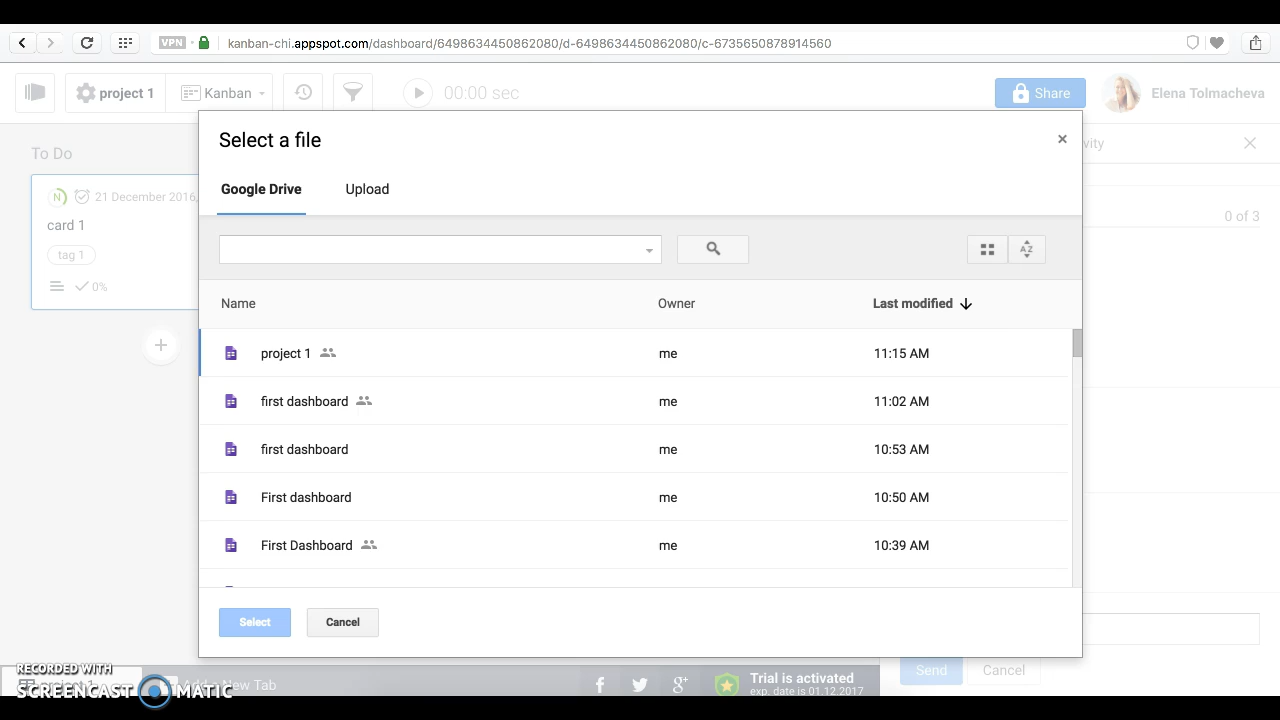 VPN
kanban-chi.appspot.com/dashboard/6498634450862080/d-6498634450862080/c-6735650878914560
project 1
Kanban
00:00 sec
Share
Elena Tolmacheva
Select a file
×
To Do
vity
Google Drive
Upload
N
21 December 2016,
0 of 3
card 1
tag 1
AZ
0%
Name
Owner
Last modified
project 1
me
11:15 AM
first dashboard
me
11:02 AM
first dashboard
me
10:53 AM
First dashboard
me
10:50 AM
First Dashboard
me
10:39 AM
Select
Cancel
RECORDED WITH
SCREENCAST MATIC
Add a New Tab
Trial is activated
exp. date is 01.12.2017
Send
Cancel